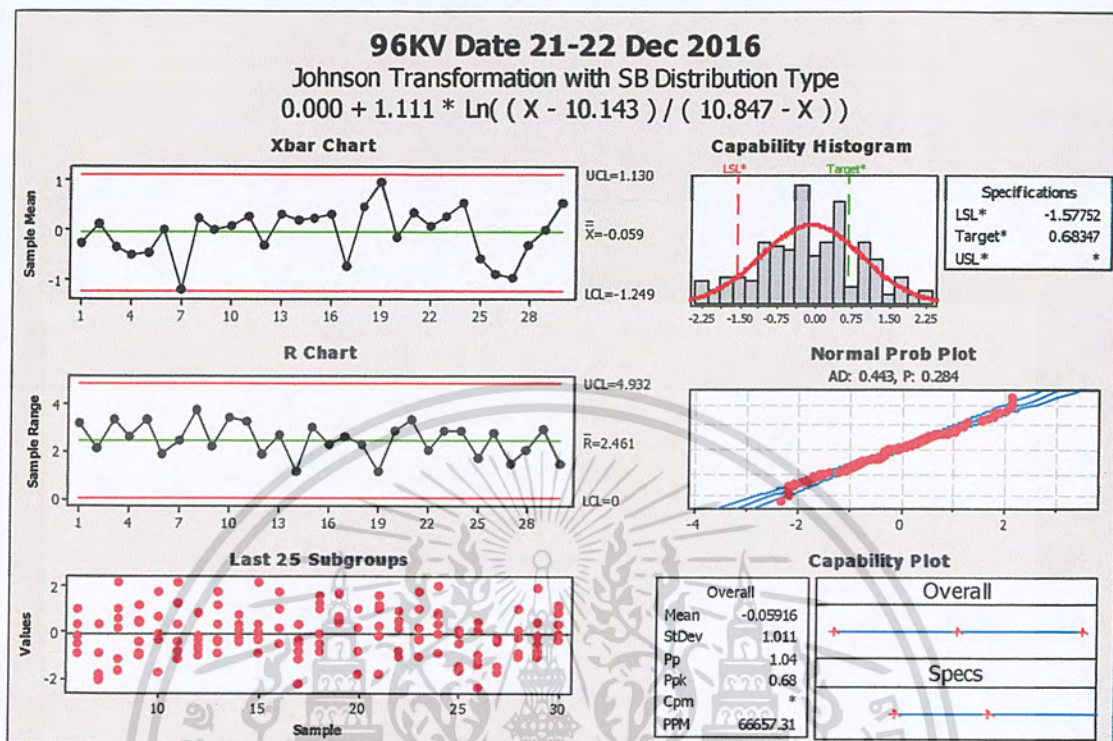 96KV Date 21-22 Dec 2016
Johnson Transformation with SB Distribution Type
0.000 + 1.111 * Ln( ( X - 10.143 ) / ( 10.847 - X ) )
Xbar Chart
Sample Mean
1
0
-1
1 4 7 10 13 16 19 22 25 28
UCL=1.130
X=-0.059
LCL=-1.249
Capability Histogram
LSL* Target*
-2.25 -1.50 -0.75 0.00 0.75 1.50 2.25
Specifications
LSL* -1.57752
Target* 0.68347
USL* *
R Chart
Sample Range
4
2
0
1 4 7 10 13 16 19 22 25 28
UCL=4.932
R=2.461
LCL=0
Normal Prob Plot
AD: 0.443, P: 0.284
-4 -2 0 2
Last 25 Subgroups
Values
2
0
-2
10 15 20 25 30
Sample
Capability Plot
Overall
Mean -0.05916
StDev 1.011
Pp 1.04
Ppk 0.68
Cpm *
PPM 66657.31
Overall
Specs